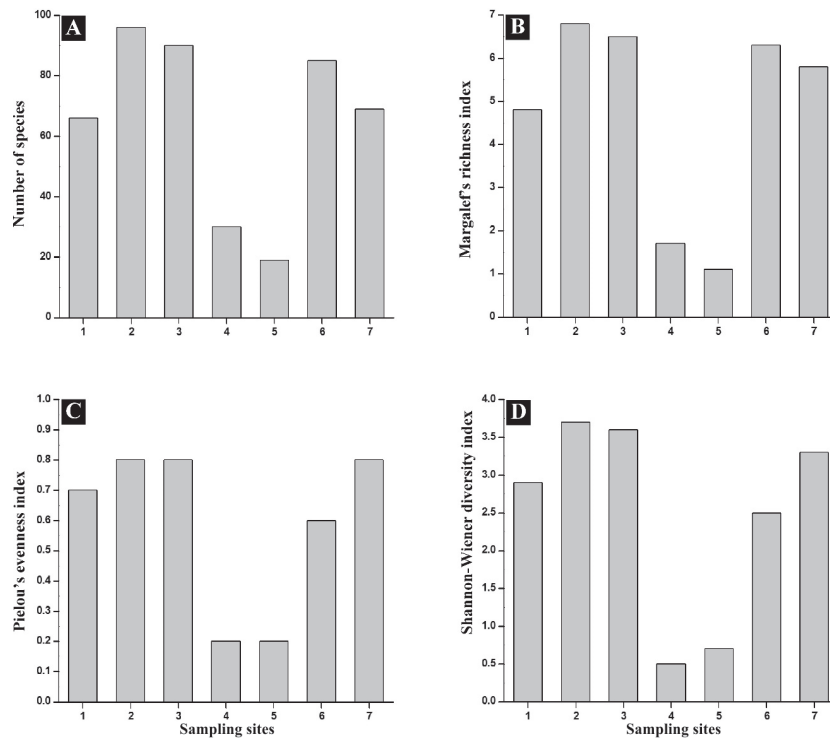 A
Number of species
100
80
60
40
20
0
1 2 3 4 5 6 7
B
Margalef's richness index
7
6
5
4
3
2
1
0
1 2 3 4 5 6 7
C
Pielou's evenness index
1.0
0.9
0.8
0.7
0.6
0.5
0.4
0.3
0.2
0.1
0.0
1 2 3 4 5 6 7
Sampling sites
D
Shannon-Wiener diversity index
4.0
3.5
3.0
2.5
2.0
1.5
1.0
0.5
0.0
1 2 3 4 5 6 7
Sampling sites